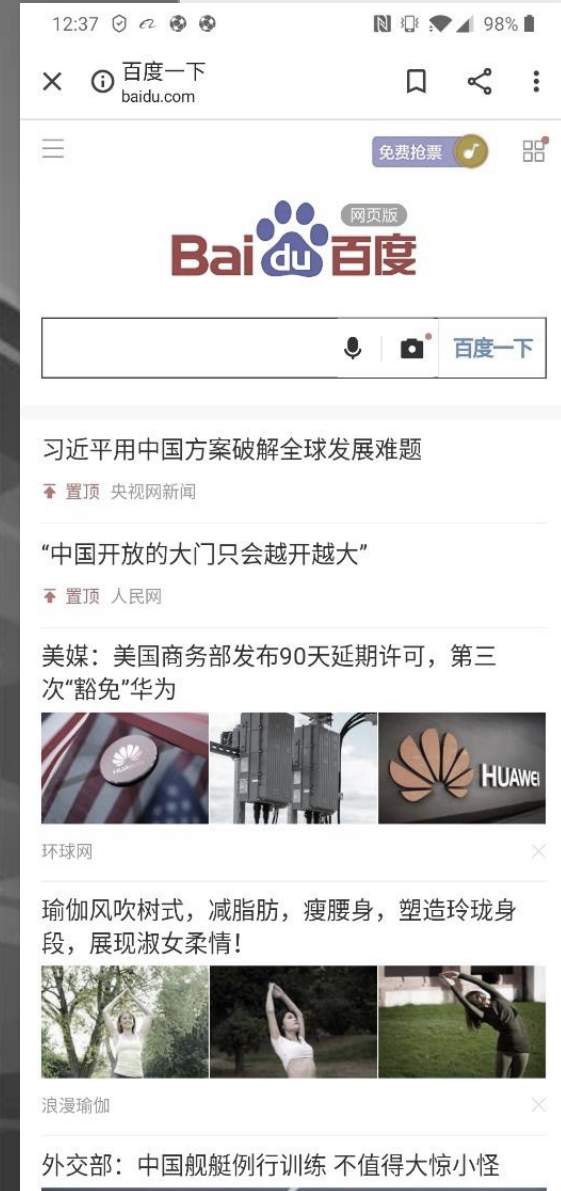 12:37
98%
百度一下
baidu.com
免费抢票
网页版
Bai du 百度
百度一下
习近平用中国方案破解全球发展难题
置顶 央视网新闻
“中国开放的大门只会越开越大”
置顶 人民网
美媒：美国商务部发布90天延期许可，第三
次“豁免”华为
HUAWEI
HUAWEI
环球网
瑜伽风吹树式，减脂肪，瘦腰身，塑造玲珑身
段，展现淑女柔情！
浪漫瑜伽
外交部：中国舰艇例行训练 不值得大惊小怪